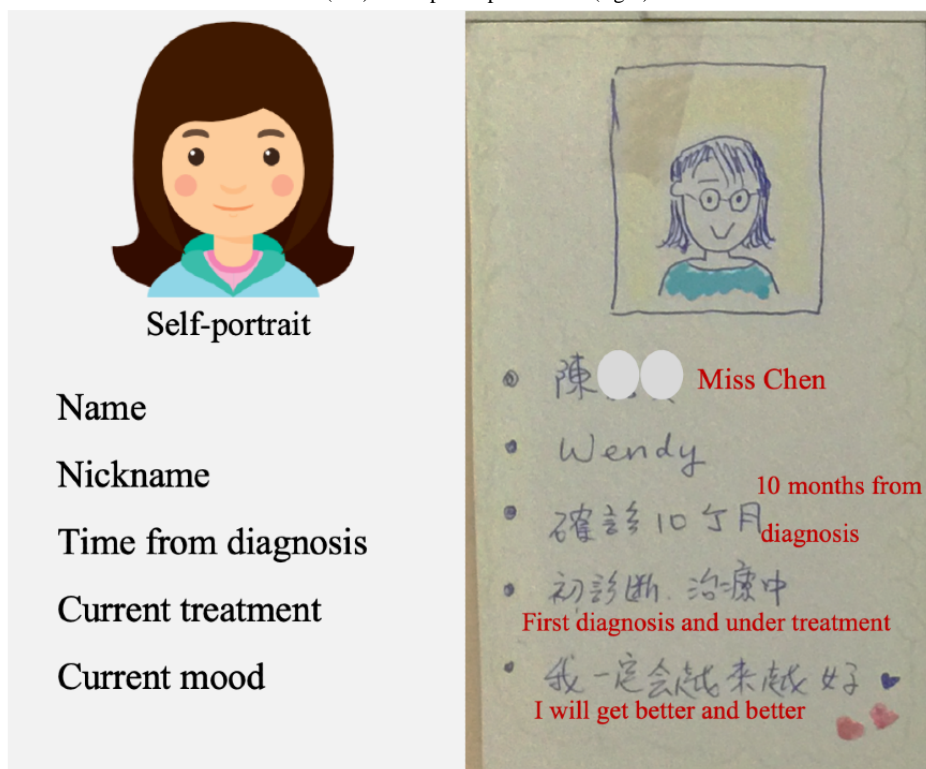 Self-portrait
Name
Nickname
Time from diagnosis
Current treatment
Current mood
陳 Miss Chen
Wendy
10 months from
確診10个月
diagnosis
初診断.治療中
First diagnosis and under treatment
我一定会越来越好
I will get better and better